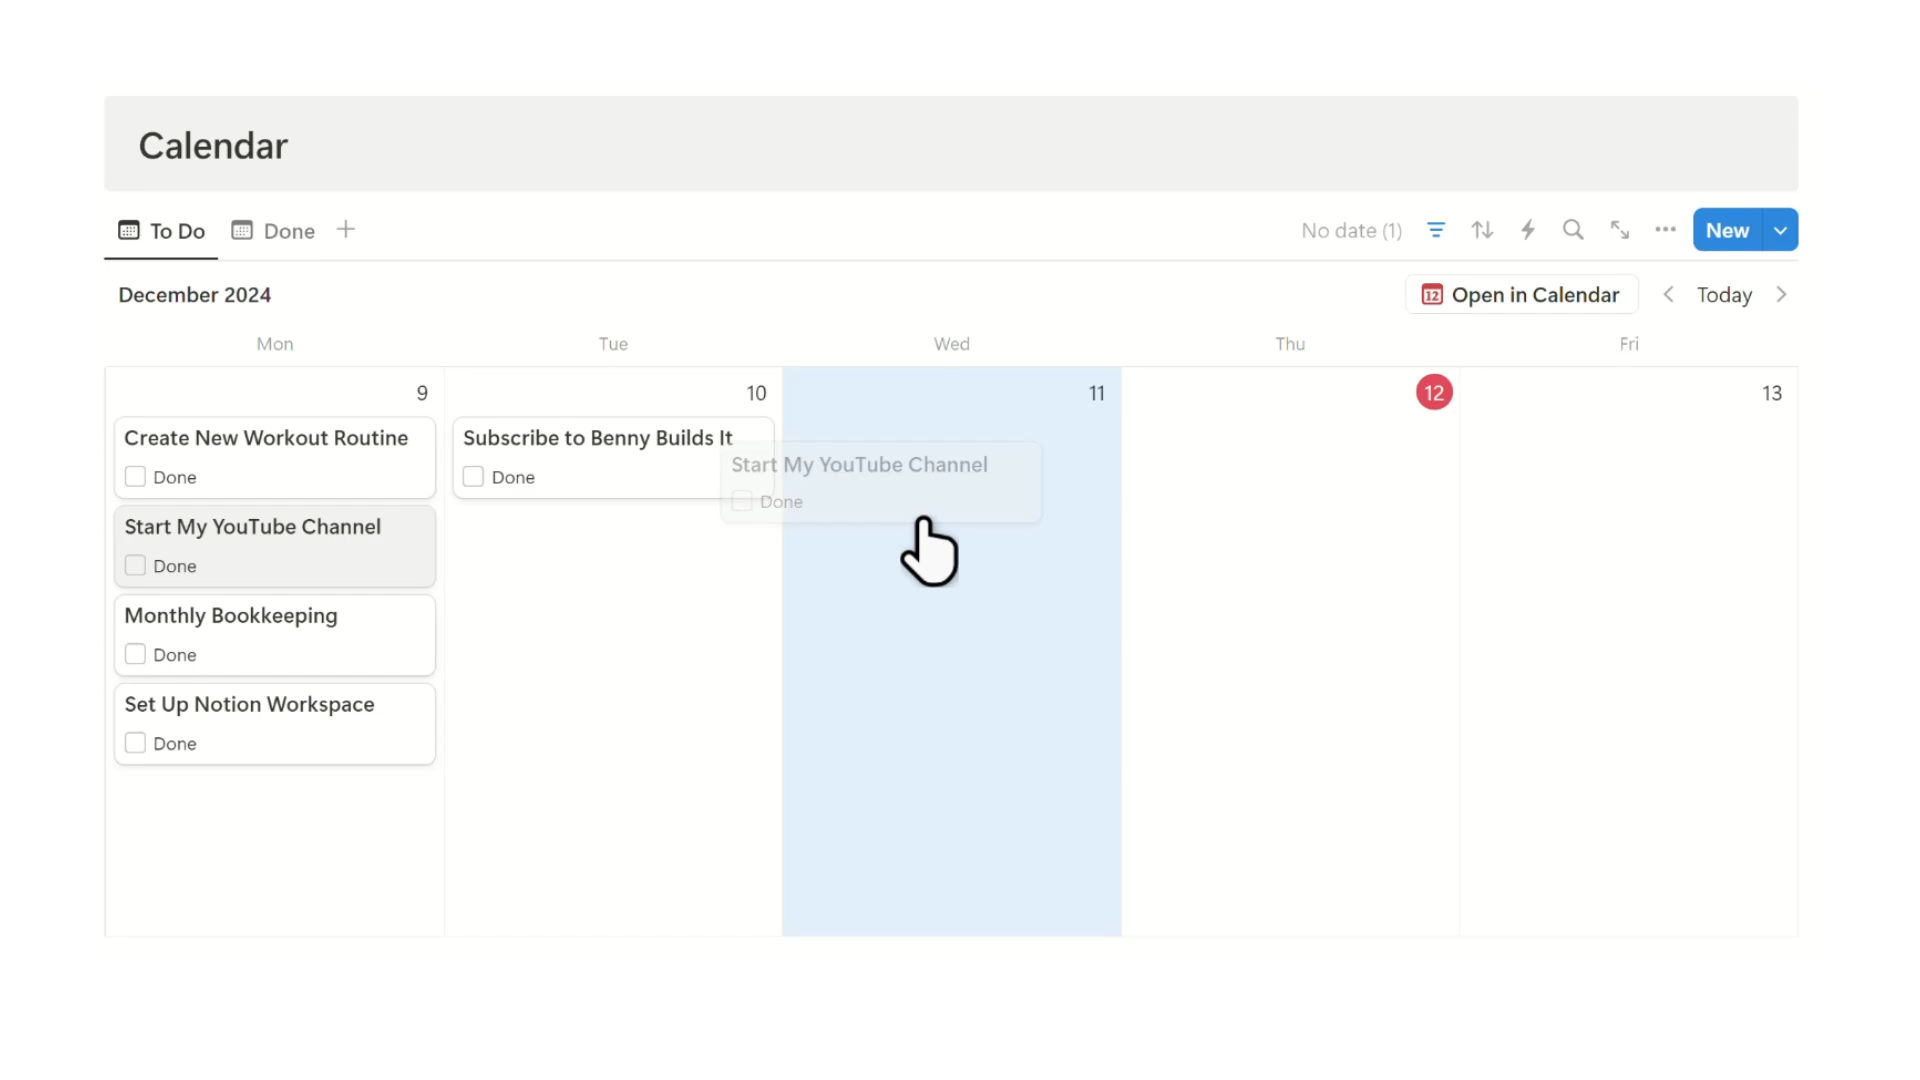 Calendar
To Do
Done
No date (1)
New
December 2024
12
Open in Calendar
Today
Mon
Tue
Wed
Thu
Fri
9
10
11
12
13
Create New Workout Routine
Done
Start My YouTube Channel
Done
Monthly Bookkeeping
Done
Set Up Notion Workspace
Done
Subscribe to Benny Builds It
Done
Start My YouTube Channel
Done